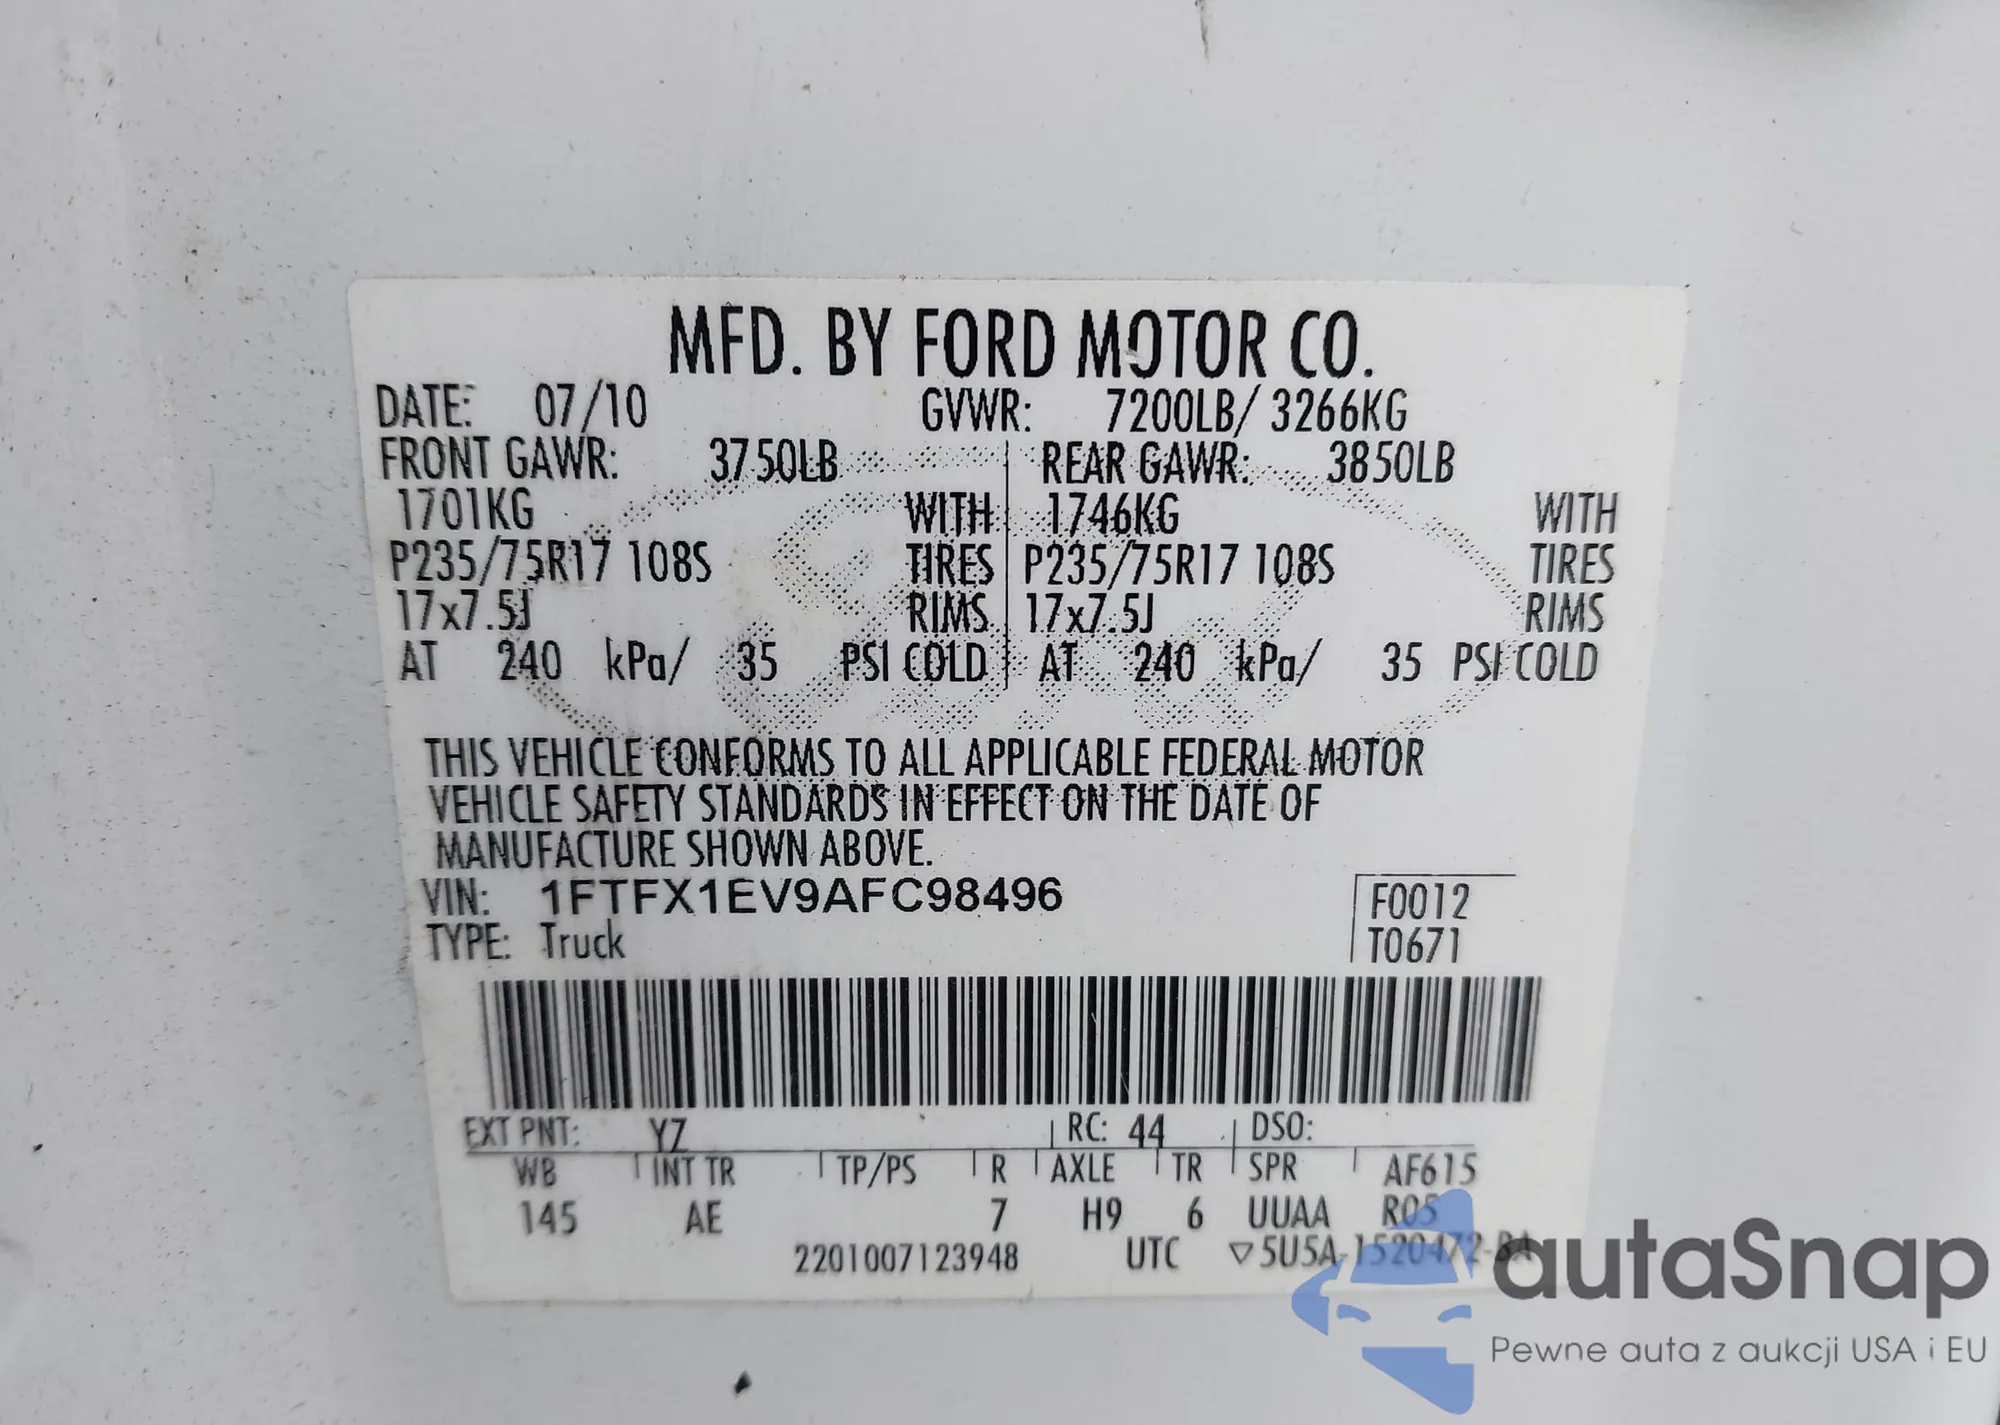 MFD. BY FORD MOTOR CO.
DATE: 07/10 GVWR: 7200LB/ 3266KG
FRONT GAWR: 3750LB REAR GAWR: 3850LB
1701KG WITH 1746KG WITH
P235/75R17 108S TIRES P235/75R17 108S TIRES
17x7.5J RIMS 17x7.5J RIMS
AT 240 kPa/ 35 PSI COLD AT 240 kPa/ 35 PSI COLD
THIS VEHICLE CONFORMS TO ALL APPLICABLE FEDERAL MOTOR
VEHICLE SAFETY STANDARDS IN EFFECT ON THE DATE OF
MANUFACTURE SHOWN ABOVE.
VIN: 1FTFX1EV9AFC98496 F0012
TYPE: Truck T0671
EXT PNT: YZ RC: 44 DSO:
WB INT TR TP/PS R AXLE TR SPR AF615
145 AE 7 H9 6 UUAA R05
2201007123948 UTC ▽5U5A-1520472-BA
autaSnap
Pewne auta z aukcji USA i EU